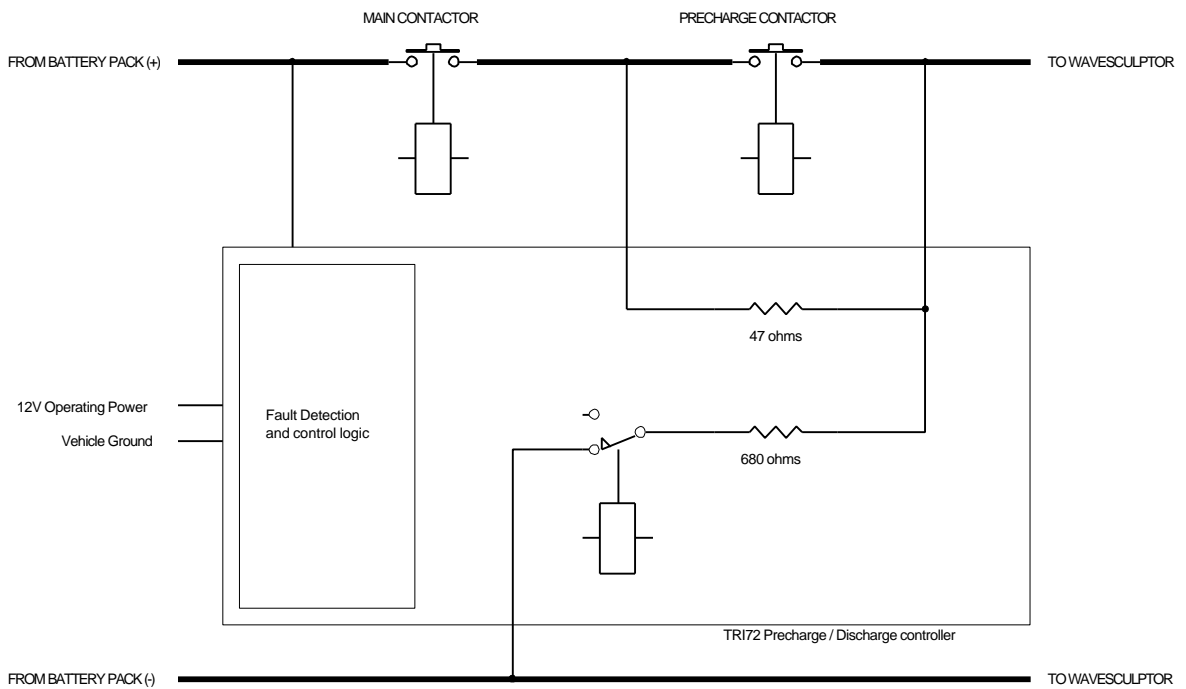 MAIN CONTACTOR
PRECHARGE CONTACTOR
FROM BATTERY PACK (+)
TO WAVESCULPTOR
47 ohms
12V Operating Power
Vehicle Ground
Fault Detection
and control logic
680 ohms
TRI72 Precharge / Discharge controller
FROM BATTERY PACK (-)
TO WAVESCULPTOR